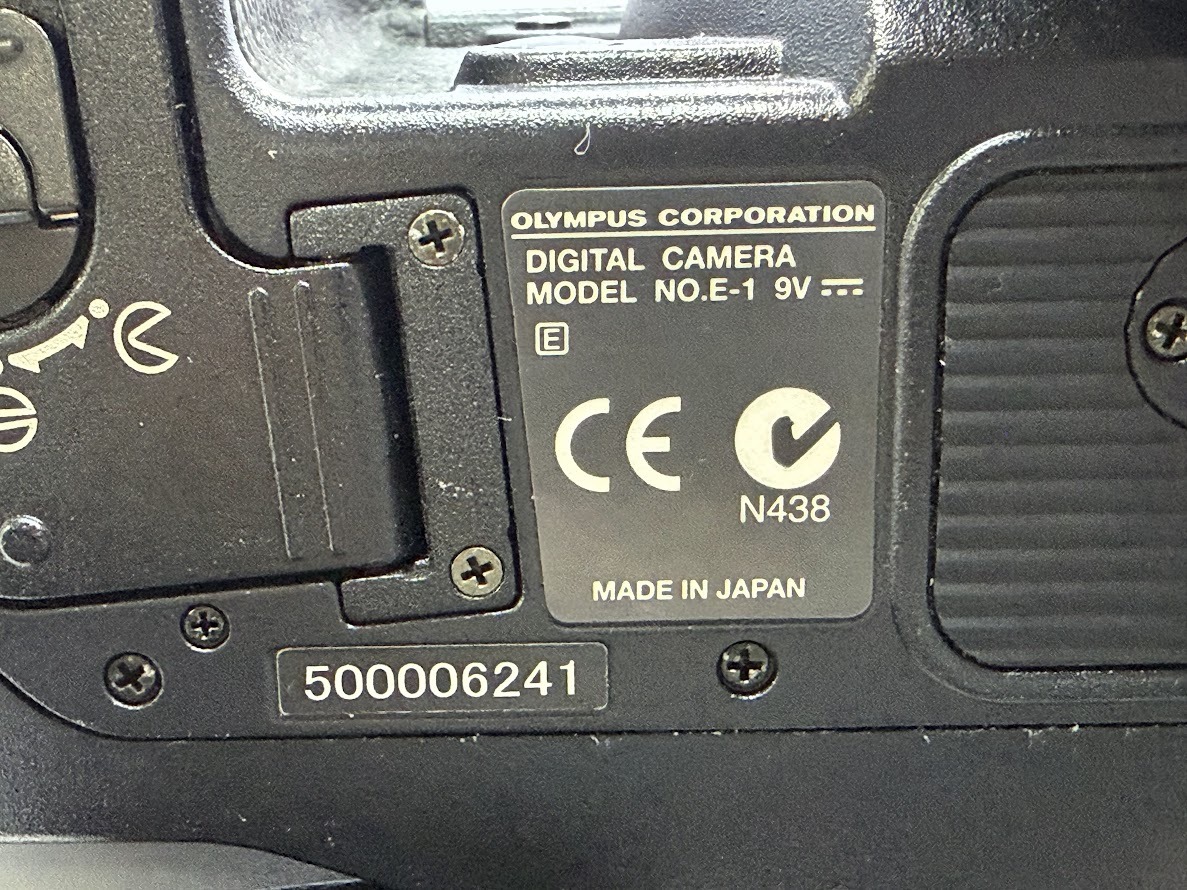 OLYMPUS CORPORATION
DIGITAL CAMERA
MODEL NO.E-1 9V
E
CE
N438
MADE IN JAPAN
500006241